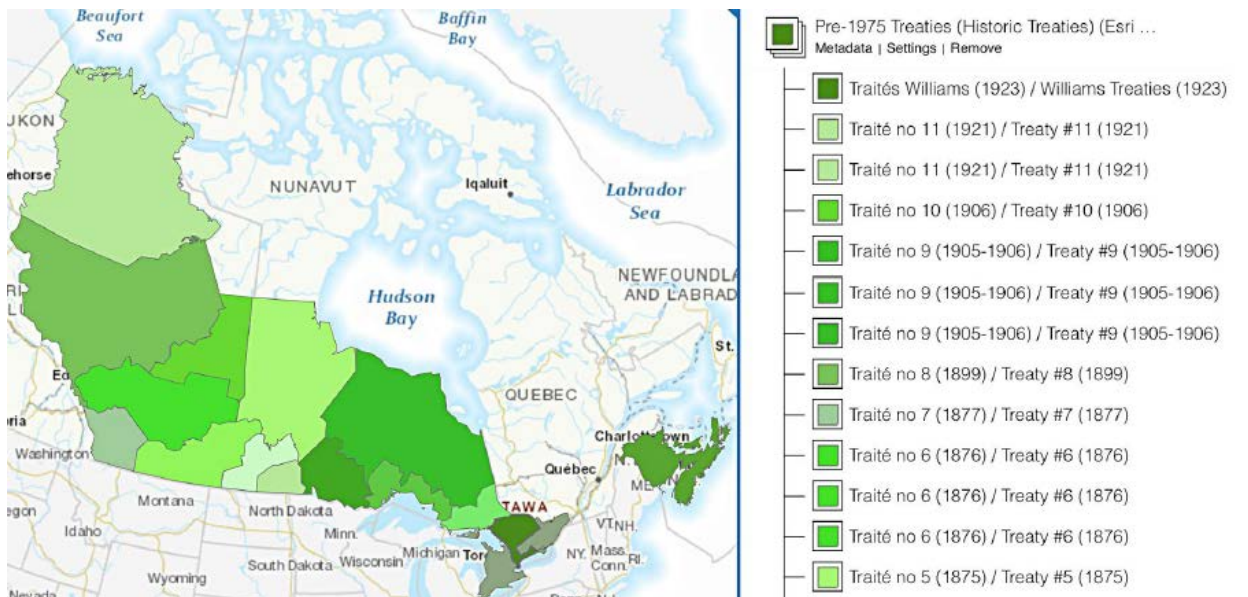 Beaufort
Sea
Baffin
Bay
UKON
ehorse
NUNAVUT
Iqaluit
Labrador
Sea
NEWFOUNDLA
AND LABRAD
Hudson
Bay
St.
Ed
QUEBEC
ria
Charlottetown
Washington
Québec
N.
ME
Montana
North Dakota
TAWA
egon
Idaho
Minn.
VT.
NH.
South Dakota
Wisconsin
Michigan
Toro
NY.
Mass.
Conn.
RI.
Wyoming
Nevada
Pre-1975 Treaties (Historic Treaties) (Esri ...
Metadata | Settings | Remove
Traités Williams (1923) / Williams Treaties (1923)
Traité no 11 (1921) / Treaty #11 (1921)
Traité no 11 (1921) / Treaty #11 (1921)
Traité no 10 (1906) / Treaty #10 (1906)
Traité no 9 (1905-1906) / Treaty #9 (1905-1906)
Traité no 9 (1905-1906) / Treaty #9 (1905-1906)
Traité no 9 (1905-1906) / Treaty #9 (1905-1906)
Traité no 8 (1899) / Treaty #8 (1899)
Traité no 7 (1877) / Treaty #7 (1877)
Traité no 6 (1876) / Treaty #6 (1876)
Traité no 6 (1876) / Treaty #6 (1876)
Traité no 6 (1876) / Treaty #6 (1876)
Traité no 5 (1875) / Treaty #5 (1875)